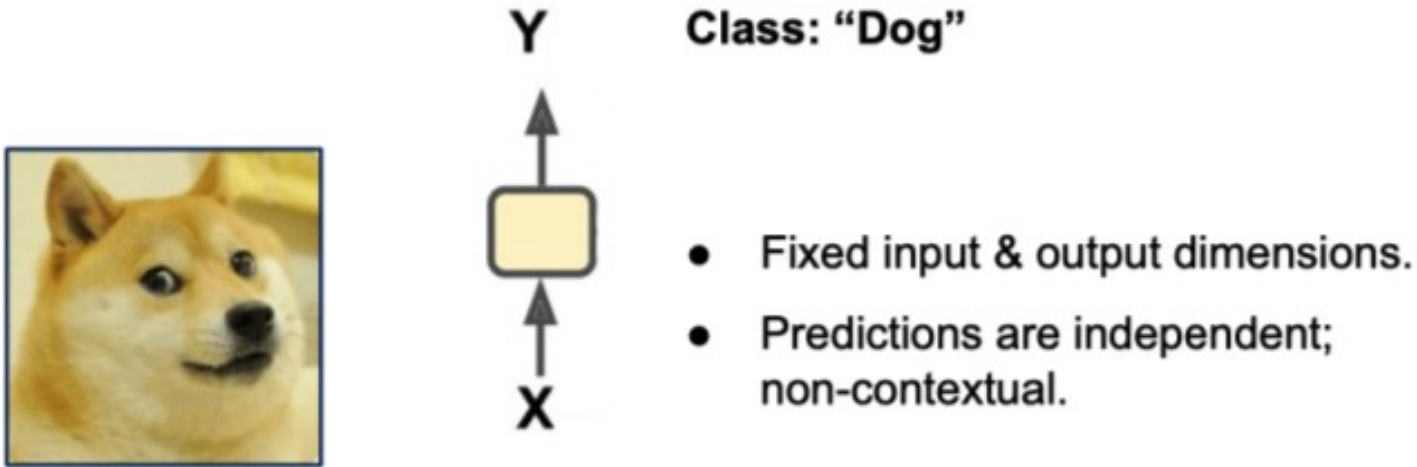 Y
Class: “Dog”
● Fixed input & output dimensions.
● Predictions are independent;
non-contextual.
X